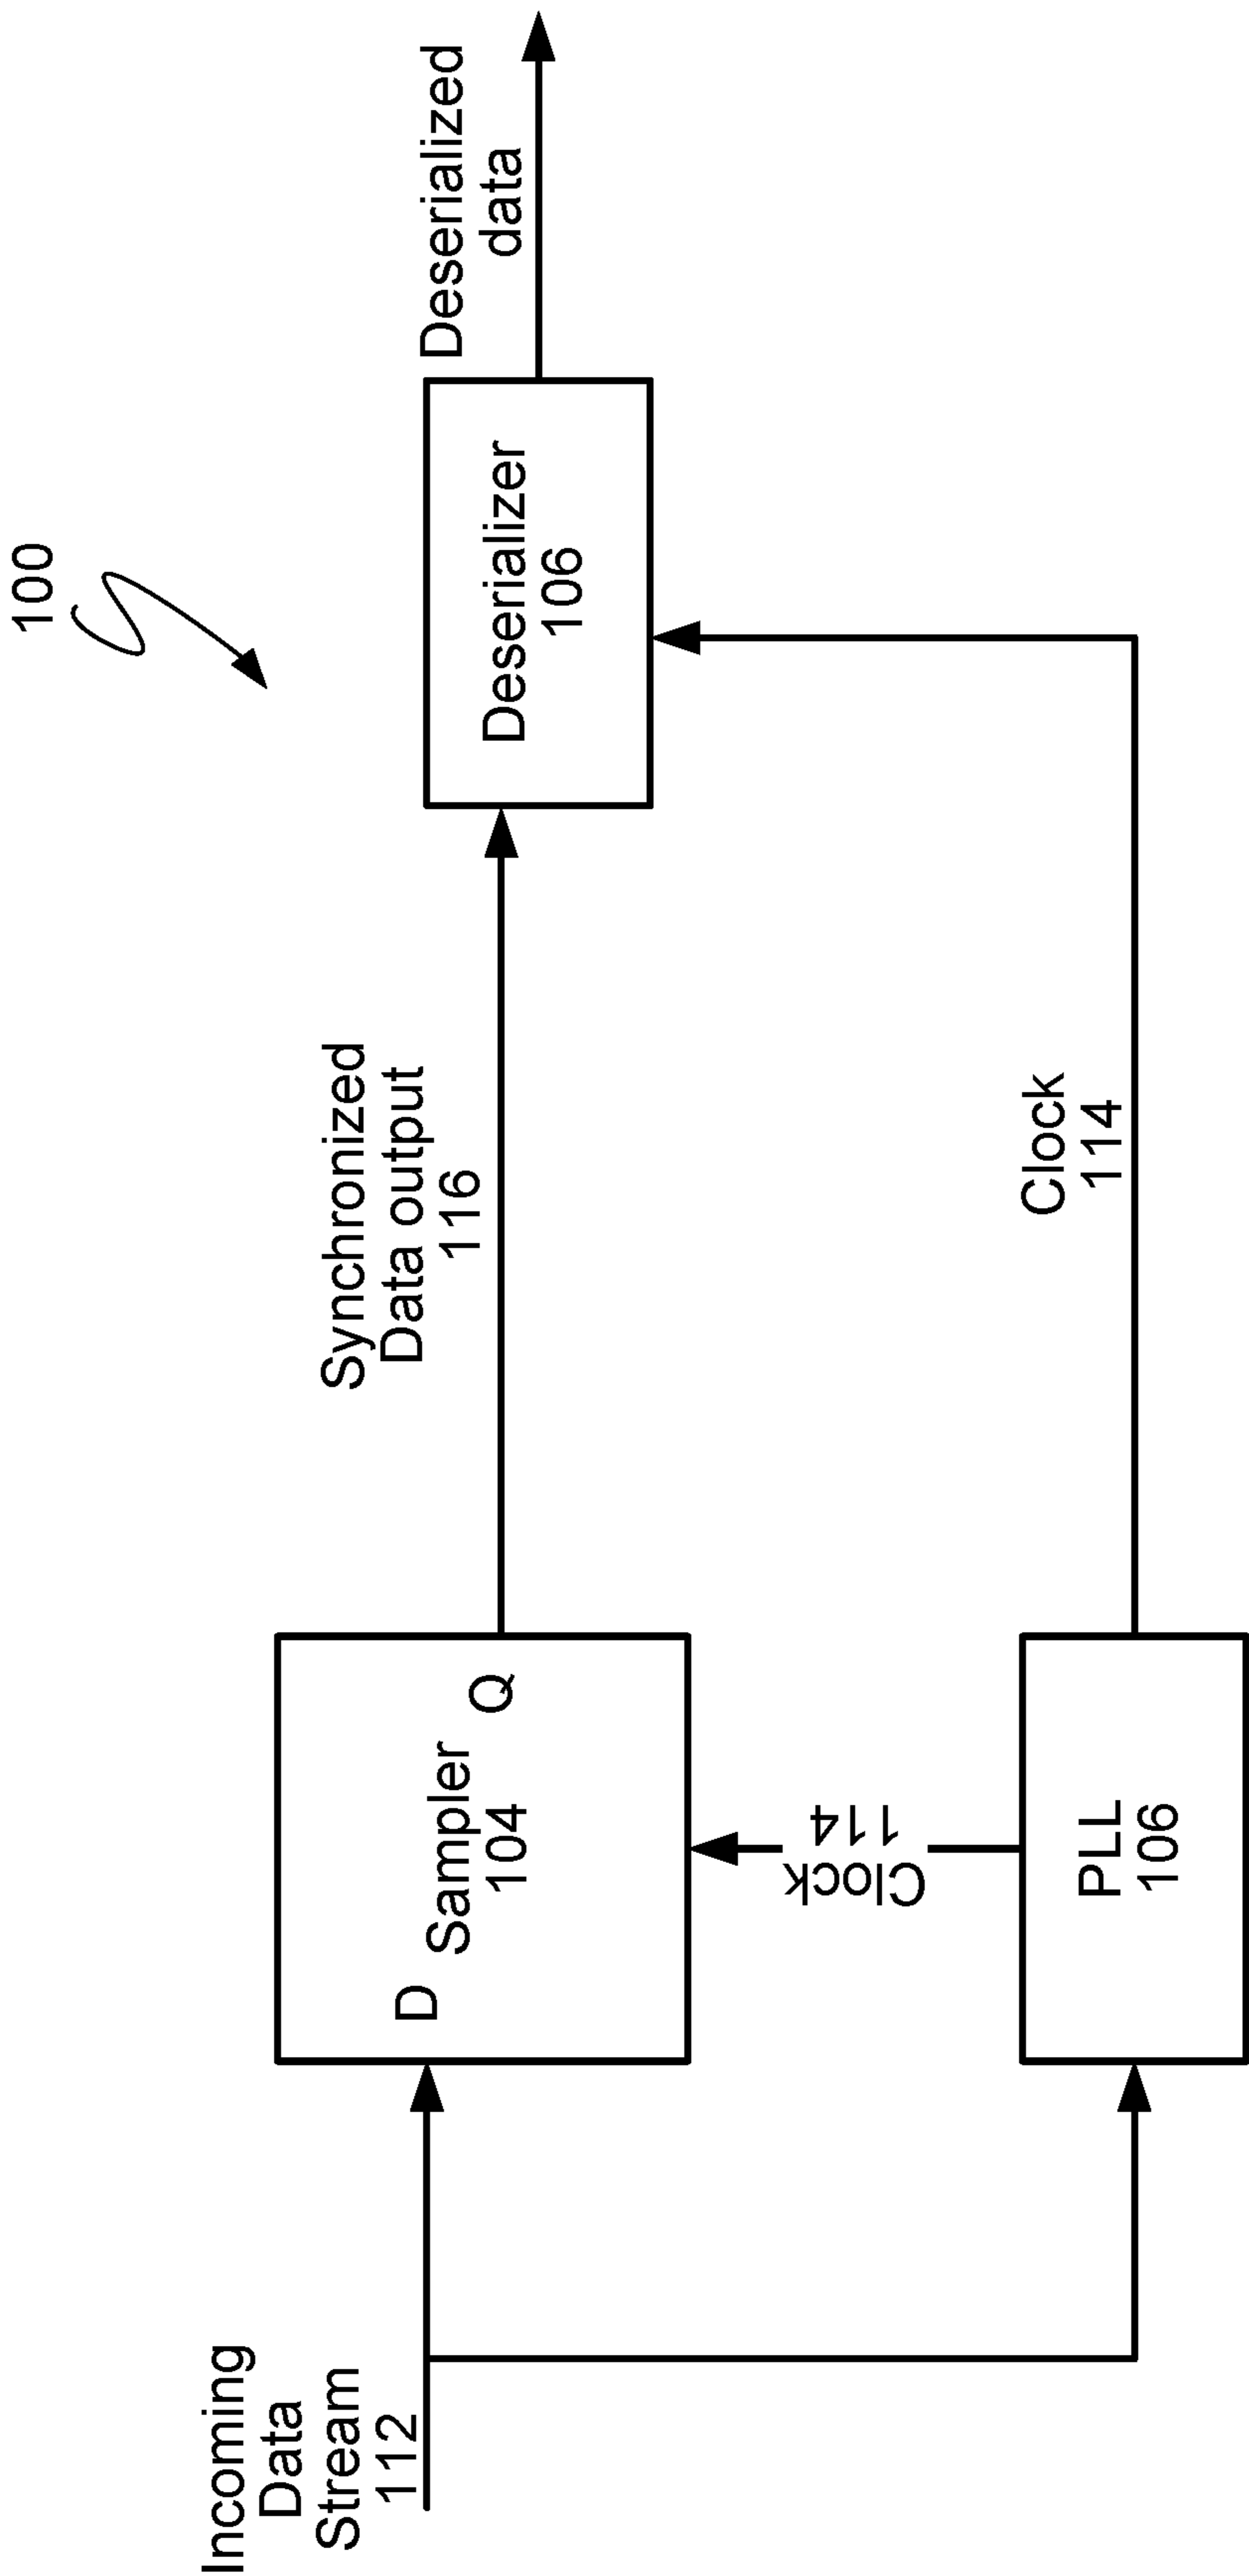 100
Incoming
Data
Stream
112
D
Sampler
104
Q
Synchronized
Data output
116
Deserializer
106
Deserialized
data
Clock
114
PLL
106
Clock
114